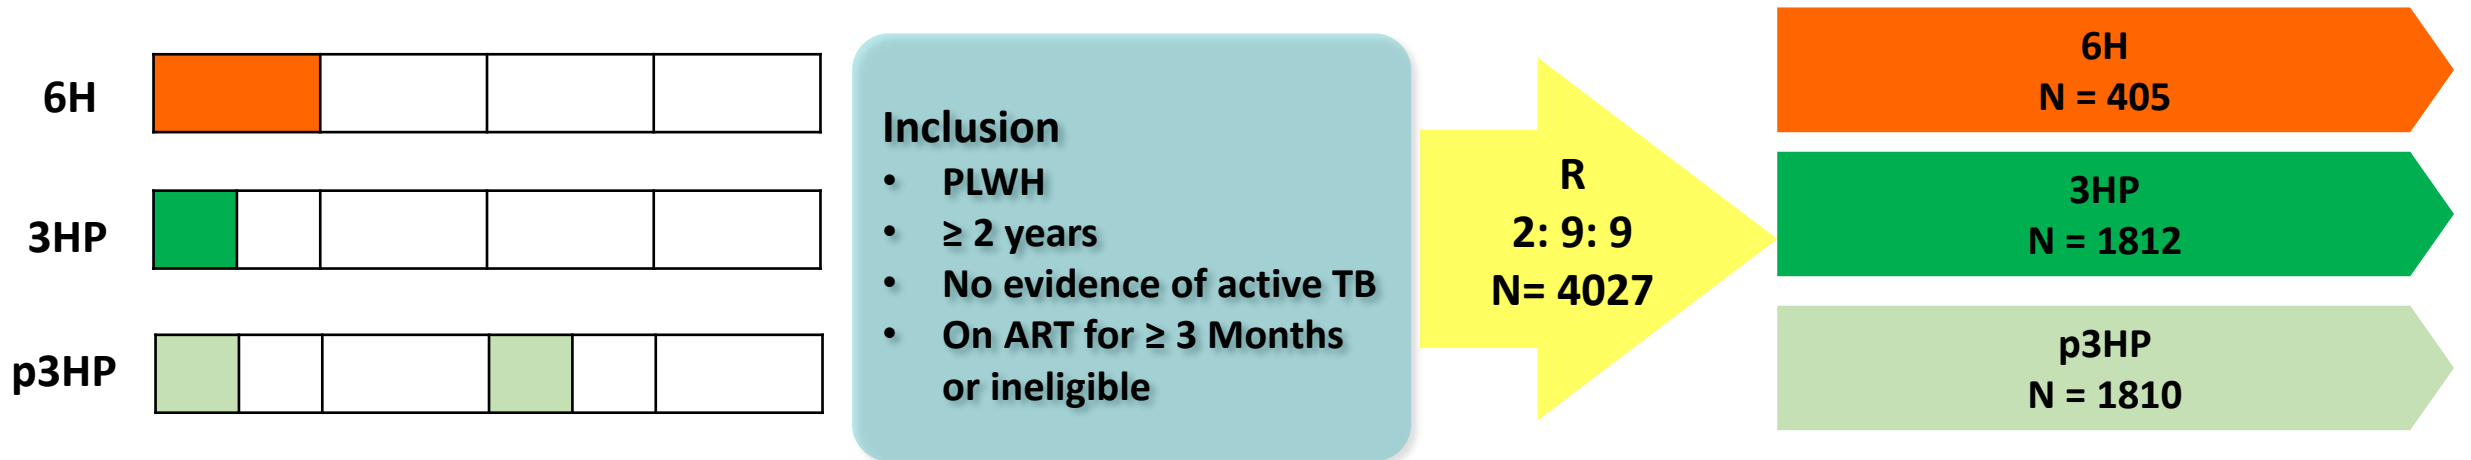 6H
3HP
p3HP
Inclusion
• PLWH
• ≥ 2 years
• No evidence of active TB
• On ART for ≥ 3 Months
or ineligible
R
2: 9: 9
N= 4027
6H
N = 405
3HP
N = 1812
p3HP
N = 1810